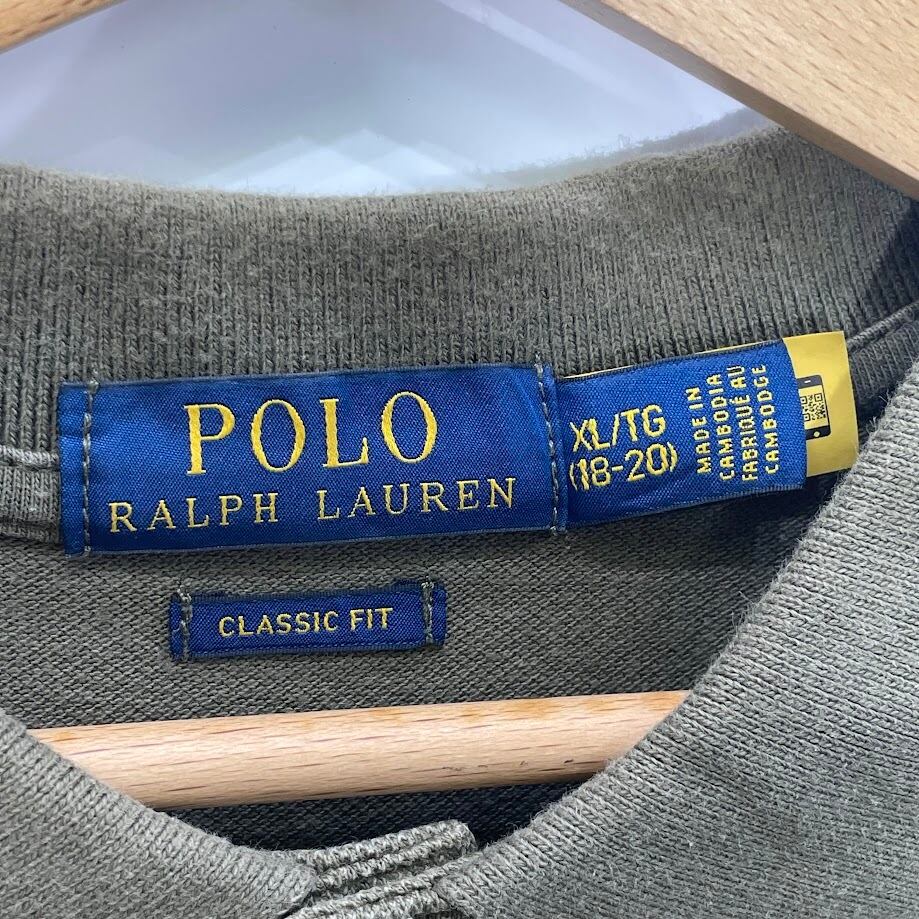 POLO
RALPH LAUREN
XL/TG
(18-20)
MADE IN
CAMBODIA
FABRIQUÉ AU
CAMBODGE
CLASSIC FIT